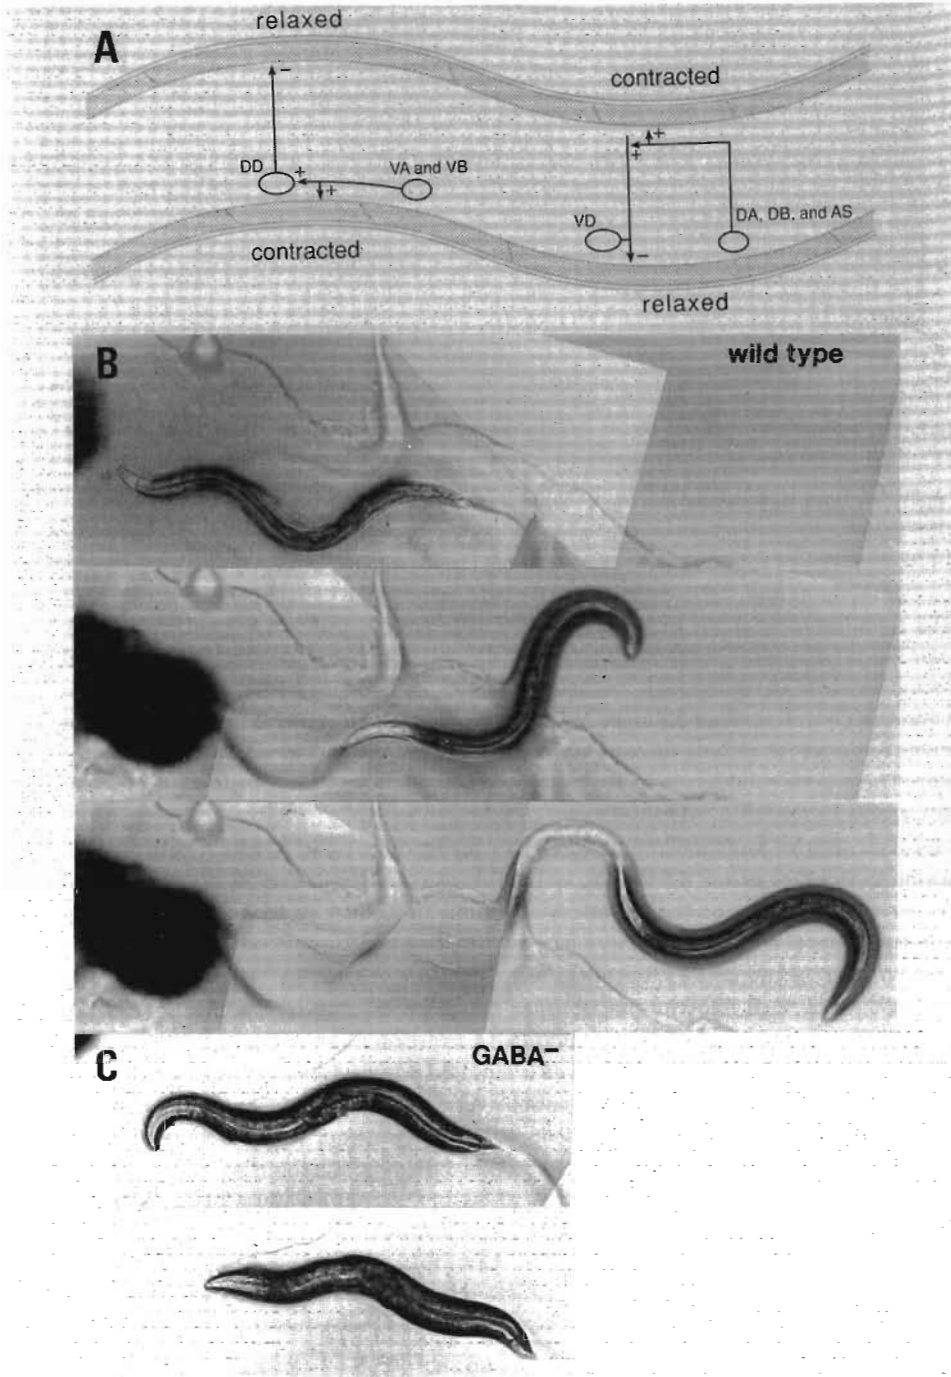 A
relaxed
contracted
DD
VA and VB
contracted
VD
DA, DB, and AS
relaxed
+
+
+
+
−
−
B
wild type
C
GABA−